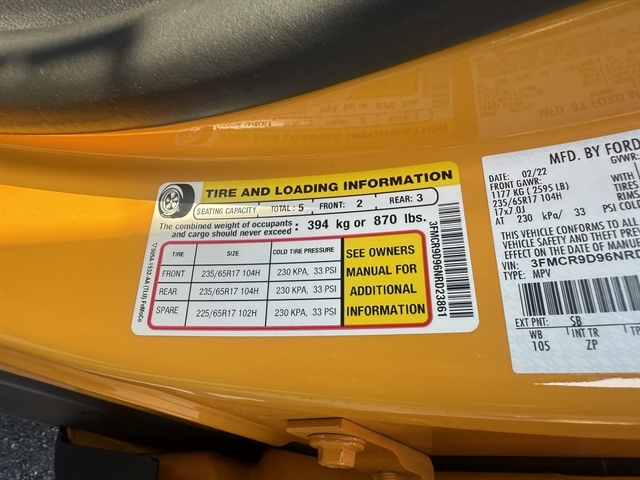 TIRE AND LOADING INFORMATION
SEATING CAPACITY TOTAL: 5 FRONT: 2 REAR: 3
The combined weight of occupants and cargo should never exceed: 394 kg or 870 lbs.
TIRE SIZE COLD TIRE PRESSURE
FRONT 235/65R17 104H 230 KPA, 33 PSI
REAR 235/65R17 104H 230 KPA, 33 PSI
SPARE 225/65R17 102H 230 KPA, 33 PSI
SEE OWNERS
MANUAL FOR
ADDITIONAL
INFORMATION
3FMCR9D96NRD23861
MFD. BY FORD
DATE: 02/22 GVWR:
FRONT GAWR:
1177 KG (2595 LB) WITH
235/65R17 104H TIRES
17x7.0J
AT 230 kPa/ 33 PSI COLD
THIS VEHICLE CONFORMS TO ALL
VEHICLE SAFETY AND THEFT PREV
EFFECT ON THE DATE OF MANUFA
VIN: 3FMCR9D96NRD
TYPE: MPV
EXT PNT: SB
WB INT TR TP
105 ZP